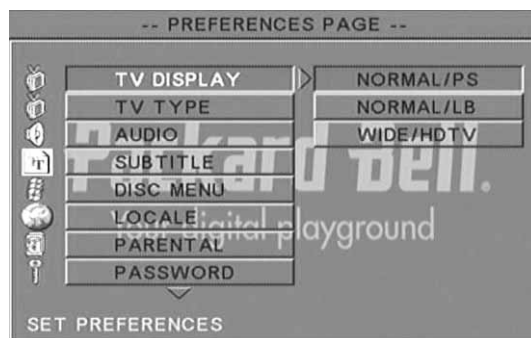 -- PREFERENCES PAGE --
TV DISPLAY
TV TYPE
AUDIO
SUBTITLE
DISC MENU
LOCALE
PARENTAL
PASSWORD
NORMAL/PS
NORMAL/LB
WIDE/HDTV
Packard Bell.
Your digital playground
SET PREFERENCES